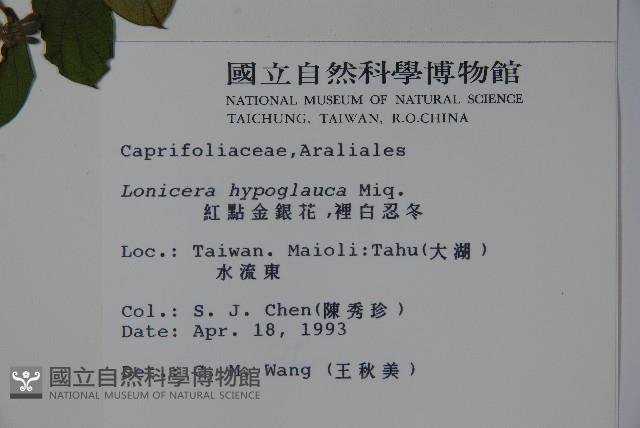 國立自然科學博物館
NATIONAL MUSEUM OF NATURAL SCIENCE
TAICHUNG, TAIWAN, R.O.CHINA
Caprifoliaceae,Araliales
Lonicera hypoglauca Miq.
紅點金銀花,裡白忍冬
Loc.: Taiwan. Maioli:Tahu(大湖)
水流東
Col.: S. J. Chen(陳秀珍)
Date: Apr. 18, 1993
Wang (王秋美)
國立自然科學博物館
NATIONAL MUSEUM OF NATURAL SCIENCE